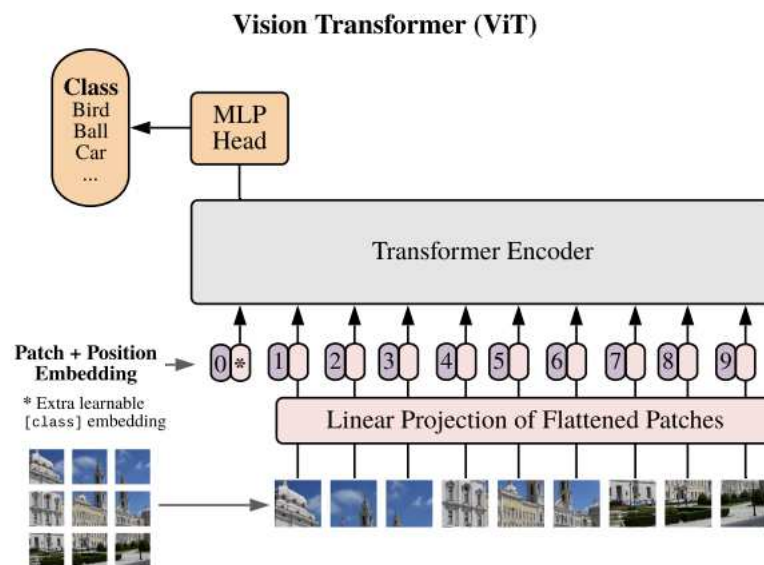 Vision Transformer (ViT)
Class
Bird
Ball
Car
...
MLP
Head
Transformer Encoder
Patch + Position
Embedding
0 * 1 2 3 4 5 6 7 8 9
* Extra learnable
[class] embedding
Linear Projection of Flattened Patches